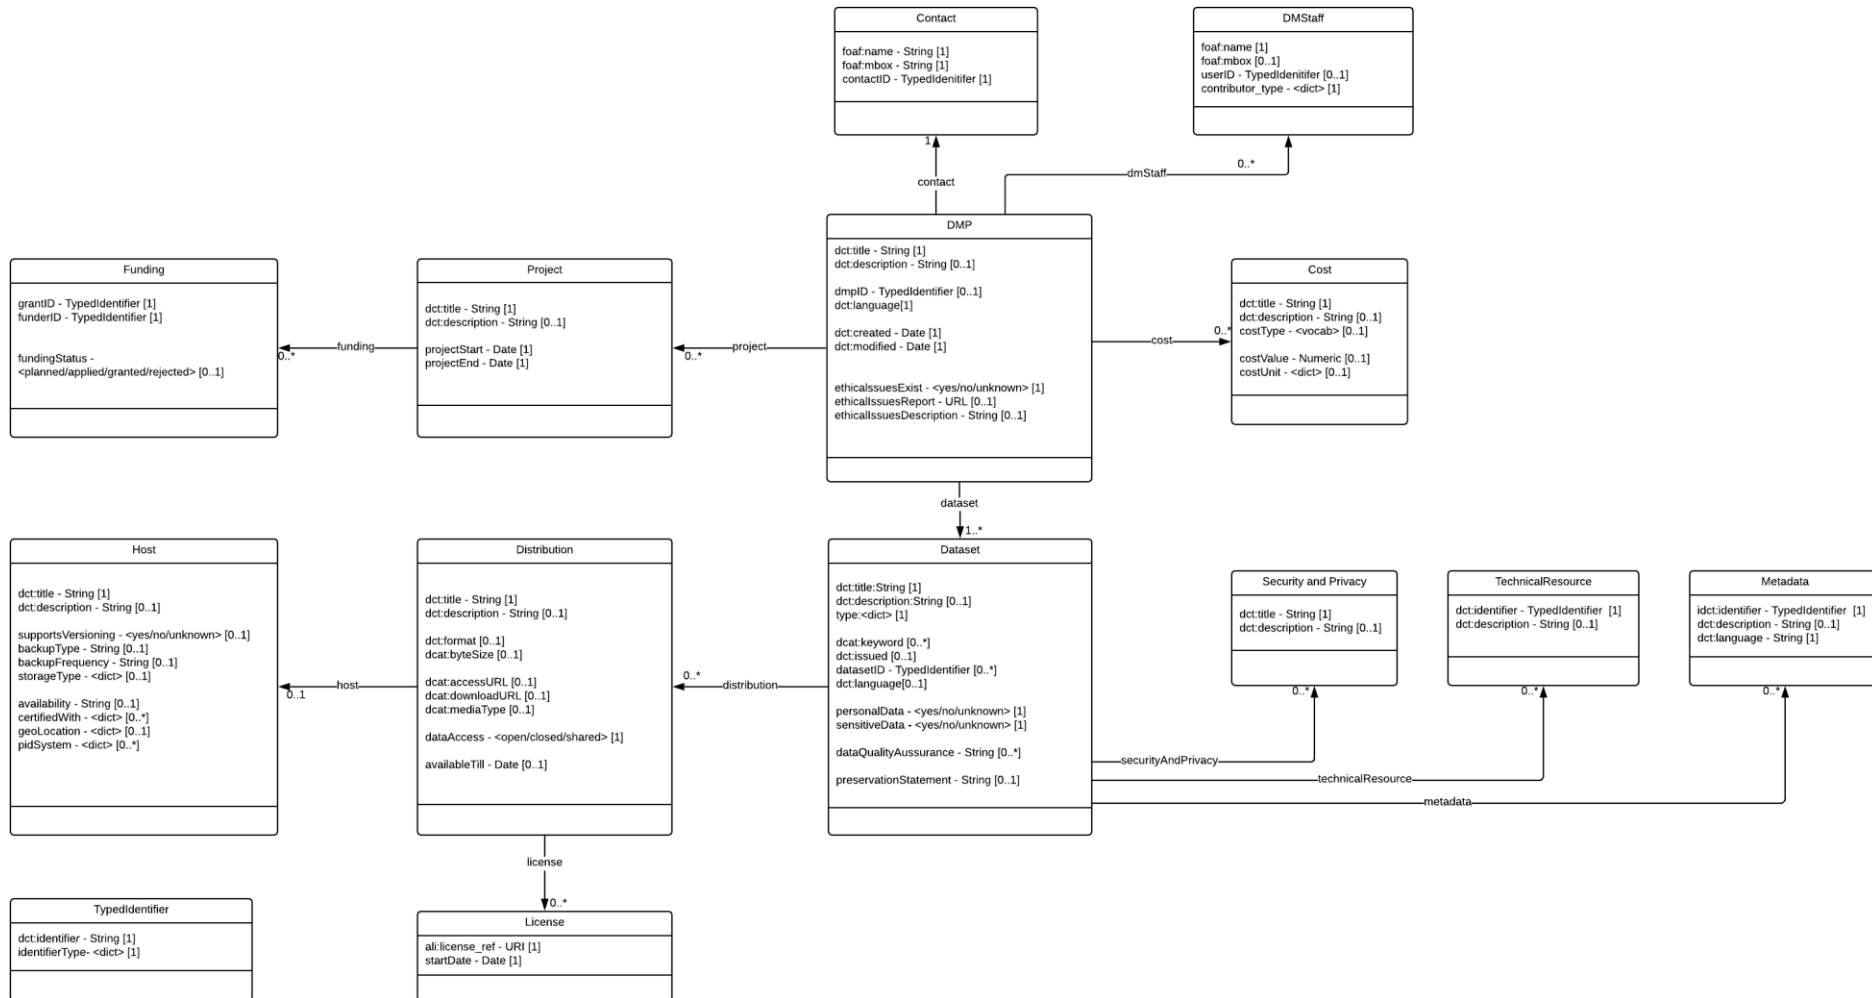 Contact
foaf:name - String [1]
foaf:mbox - String [1]
contactID - TypedIdenitifer [1]
DMStaff
foaf:name [1]
foaf:mbox [0..1]
userID - TypedIdenitifer [0..1]
contributor_type - <dict> [1]
1
contact
0..*
dmStaff
Funding
grantID - TypedIdentifier [1]
funderID - TypedIdentifier [1]
fundingStatus -
<planned/applied/granted/rejected> [0..1]
0..*
funding
Project
dct:title - String [1]
dct:description - String [0..1]
projectStart - Date [1]
projectEnd - Date [1]
0..*
project
DMP
dct:title - String [1]
dct:description - String [0..1]
dmpID - TypedIdentifier [0..1]
dct:language[1]
dct:created - Date [1]
dct:modified - Date [1]
ethicalssuesExist - <yes/no/unknown> [1]
ethicalIssuesReport - URL [0..1]
ethicalIssuesDescription - String [0..1]
cost
0..*
Cost
dct:title - String [1]
dct:description - String [0..1]
costType - <vocab> [0..1]
costValue - Numeric [0..1]
costUnit - <dict> [0..1]
dataset
1..*
Host
dct:title - String [1]
dct:description - String [0..1]
supportsVersioning - <yes/no/unknown> [0..1]
backupType - String [0..1]
backupFrequency - String [0..1]
storageType - <dict> [0..1]
availability - String [0..1]
certifiedWith - <dict> [0..*]
geoLocation - <dict> [0..1]
pidSystem - <dict> [0..*]
0..1
host
Distribution
dct:title - String [1]
dct:description - String [0..1]
dct:format [0..1]
dcat:byteSize [0..1]
dcat:accessURL [0..1]
dcat:downloadURL [0..1]
dcat:mediaType [0..1]
dataAccess - <open/closed/shared> [1]
availableTill - Date [0..1]
0..*
distribution
Dataset
dct:title:String [1]
dct:description:String [0..1]
type:<dict> [1]
dcat:keyword [0..*]
dct:issued [0..1]
datasetID - TypedIdentifier [0..*]
dct:language[0..1]
personalData - <yes/no/unknown> [1]
sensitiveData - <yes/no/unknown> [1]
dataQualityAussurance - String [0..*]
preservationStatement - String [0..1]
Security and Privacy
dct:title - String [1]
dct:description - String [0..1]
0..*
securityAndPrivacy
TechnicalResource
dct:identifier - TypedIdentifier [1]
dct:description - String [0..1]
0..*
technicalResource
Metadata
idct:identifier - TypedIdentifier [1]
dct:description - String [0..1]
dct:language - String [1]
0..*
metadata
license
0..*
TypedIdentifier
dct:identifier - String [1]
identifierType- <dict> [1]
License
ali:license_ref - URI [1]
startDate - Date [1]